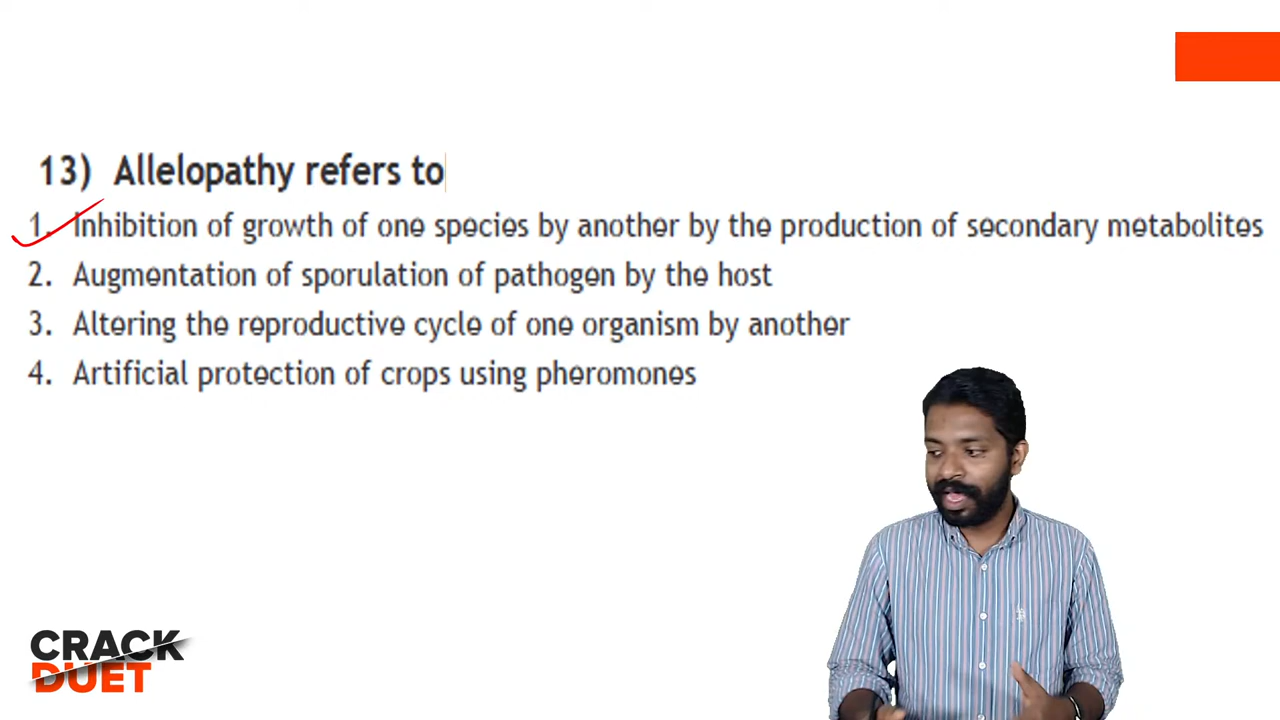 13) Allelopathy refers to
1. Inhibition of growth of one species by another by the production of secondary metabolites
2. Augmentation of sporulation of pathogen by the host
3. Altering the reproductive cycle of one organism by another
4. Artificial protection of crops using pheromones
CRACK
DUET